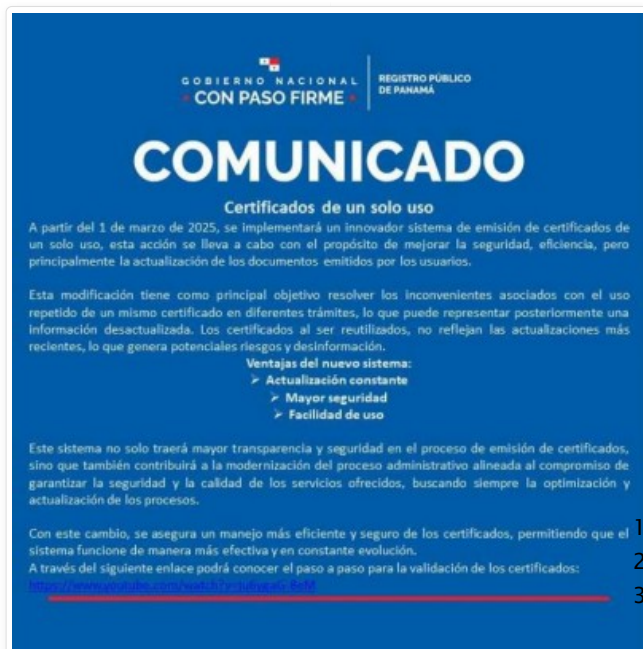 GOBIERNO NACIONAL
• CON PASO FIRME •
REGISTRO PÚBLICO
DE PANAMÁ
COMUNICADO
Certificados de un solo uso
A partir del 1 de marzo de 2025, se implementará un innovador sistema de emisión de certificados de
un solo uso, esta acción se lleva a cabo con el propósito de mejorar la seguridad, eficiencia, pero
principalmente la actualización de los documentos emitidos por los usuarios.
Esta modificación tiene como principal objetivo resolver los inconvenientes asociados con el uso
repetido de un mismo certificado en diferentes trámites, lo que puede representar posteriormente una
información desactualizada. Los certificados al ser reutilizados, no reflejan las actualizaciones más
recientes, lo que genera potenciales riesgos y desinformación.
Ventajas del nuevo sistema:
➢ Actualización constante
➢ Mayor seguridad
➢ Facilidad de uso
Este sistema no solo traerá mayor transparencia y seguridad en el proceso de emisión de certificados,
sino que también contribuirá a la modernización del proceso administrativo alineada al compromiso de
garantizar la seguridad y la calidad de los servicios ofrecidos, buscando siempre la optimización y
actualización de los procesos.
Con este cambio, se asegura un manejo más eficiente y seguro de los certificados, permitiendo que el
sistema funcione de manera más efectiva y en constante evolución.
A través del siguiente enlace podrá conocer el paso a paso para la validación de los certificados:
1
2
3